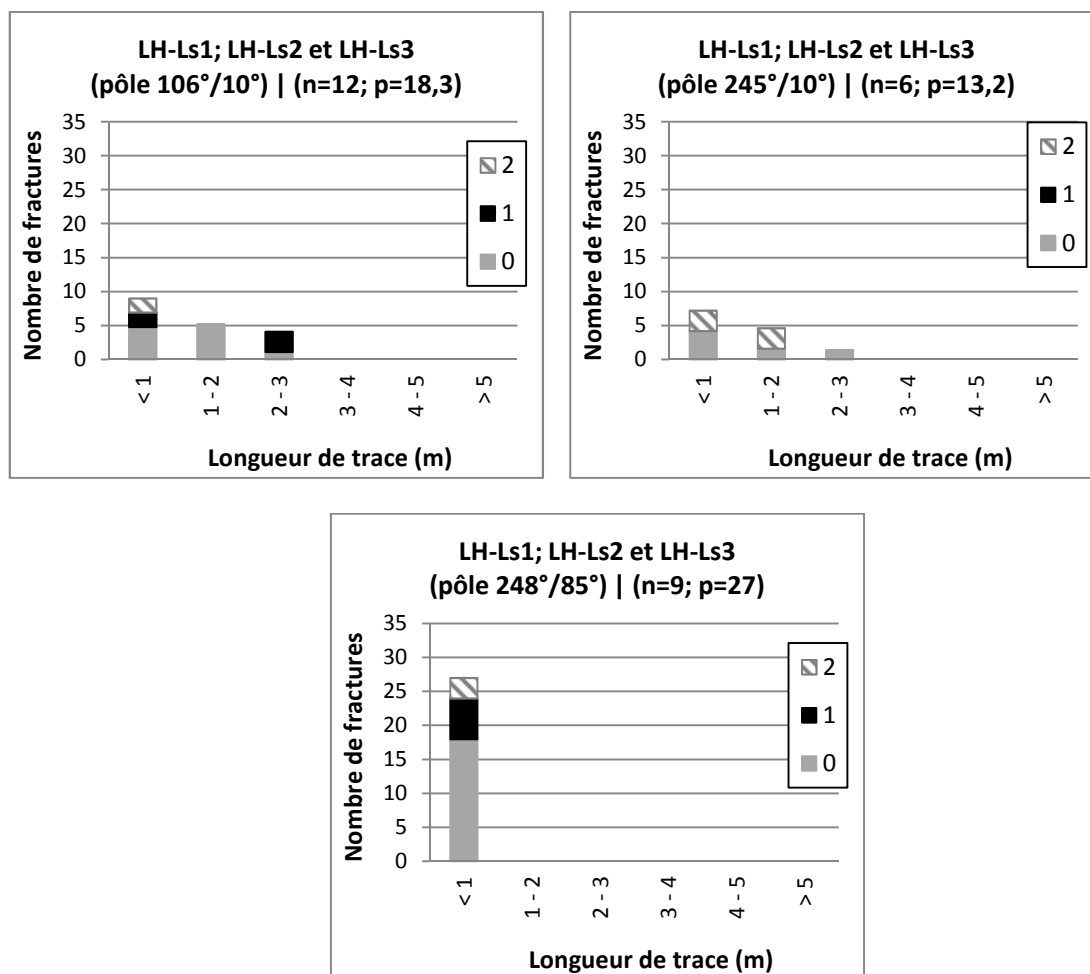 LH-Ls1; LH-Ls2 et LH-Ls3
(pôle 106°/10°) | (n=12; p=18,3)
Nombre de fractures
35
30
25
20
15
10
5
0
2
1
0
< 1
1 - 2
2 - 3
3 - 4
4 - 5
> 5
Longueur de trace (m)
LH-Ls1; LH-Ls2 et LH-Ls3
(pôle 245°/10°) | (n=6; p=13,2)
Nombre de fractures
35
30
25
20
15
10
5
0
2
1
0
< 1
1 - 2
2 - 3
3 - 4
4 - 5
> 5
Longueur de trace (m)
LH-Ls1; LH-Ls2 et LH-Ls3
(pôle 248°/85°) | (n=9; p=27)
Nombre de fractures
35
30
25
20
15
10
5
0
2
1
0
< 1
1 - 2
2 - 3
3 - 4
4 - 5
> 5
Longueur de trace (m)